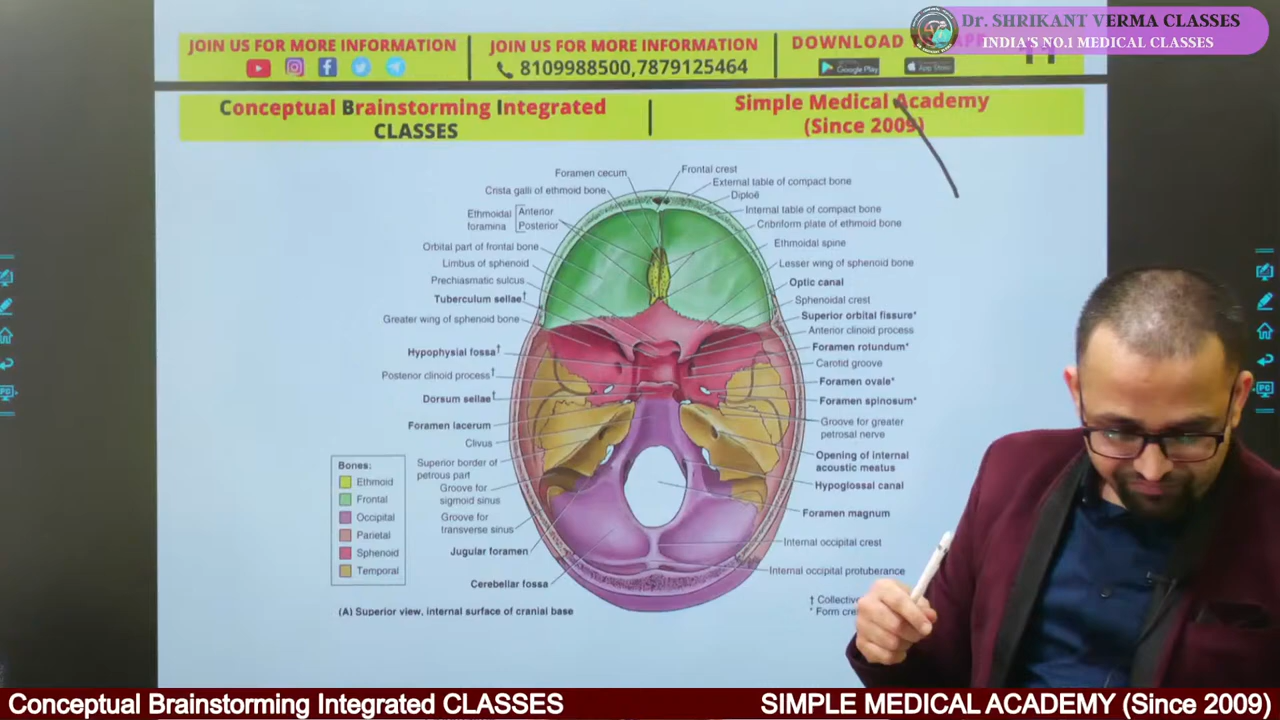 Dr. SHRIKANT VERMA CLASSES
INDIA'S NO.1 MEDICAL CLASSES
JOIN US FOR MORE INFORMATION
JOIN US FOR MORE INFORMATION
8109988500,7879125464
DOWNLOAD
Google Play
App Store
Conceptual Brainstorming Integrated
CLASSES
Simple Medical Academy
(Since 2009)
Foramen cecum
Crista galli of ethmoid bone
Ethmoidal foramina
Anterior
Posterior
Orbital part of frontal bone
Limbus of sphenoid
Prechiasmatic sulcus
Tuberculum sellae†
Greater wing of sphenoid bone
Hypophysial fossa†
Posterior clinoid process†
Dorsum sellae†
Foramen lacerum
Clivus
Superior border of
petrous part
Groove for
sigmoid sinus
Groove for
transverse sinus
Jugular foramen
Cerebellar fossa
Frontal crest
External table of compact bone
Diploë
Internal table of compact bone
Cribriform plate of ethmoid bone
Ethmoidal spine
Lesser wing of sphenoid bone
Optic canal
Sphenoidal crest
Superior orbital fissure*
Anterior clinoid process
Foramen rotundum*
Carotid groove
Foramen ovale*
Foramen spinosum*
Groove for greater
petrosal nerve
Opening of internal
acoustic meatus
Hypoglossal canal
Foramen magnum
Internal occipital crest
Internal occipital protuberance
† Collective
* Form cre
Bones:
Ethmoid
Frontal
Occipital
Parietal
Sphenoid
Temporal
(A) Superior view, internal surface of cranial base
PC
PC
Conceptual Brainstorming Integrated CLASSES
SIMPLE MEDICAL ACADEMY (Since 2009)